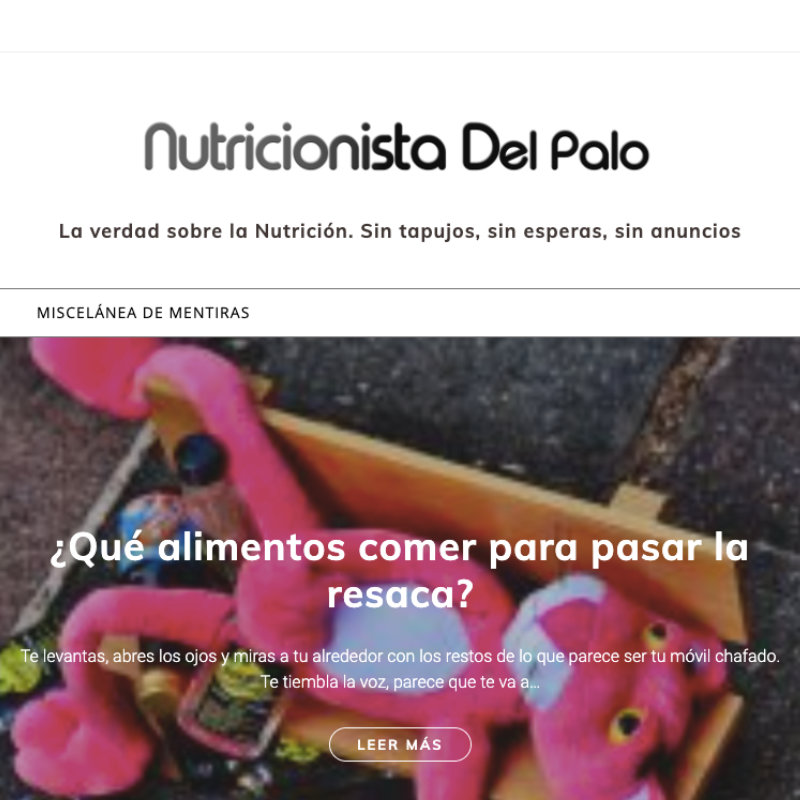 Nutricionista Del Palo
La verdad sobre la Nutrición. Sin tapujos, sin esperas, sin anuncios
MISCELÁNEA DE MENTIRAS
¿Qué alimentos comer para pasar la
resaca?
Te levantas, abres los ojos y miras a tu alrededor con los restos de lo que parece ser tu móvil chafado.
Te tiembla la voz, parece que te va a...
LEER MÁS